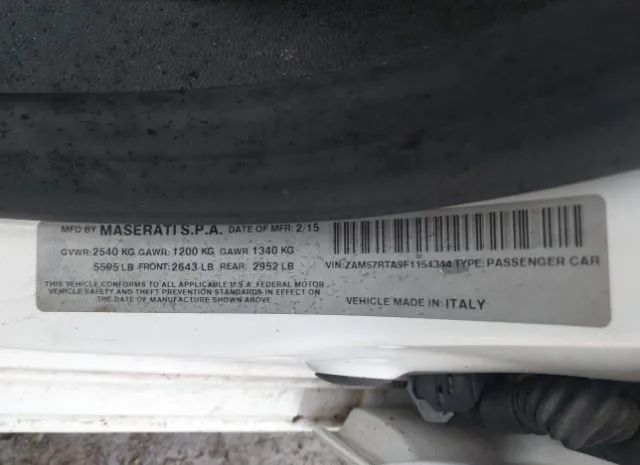 MFD BY MASERATI S.P.A. DATE OF MFR: 2/15
GVWR: 2540 KG GAWR: 1200 KG GAWR 1340 KG
5595 LB FRONT: 2643 LB REAR: 2952 LB
THIS VEHICLE CONFORMS TO ALL APPLICABLE U.S.A. FEDERAL MOTOR
VEHICLE SAFETY AND THEFT PREVENTION STANDARDS IN EFFECT ON
THE DATE OF MANUFACTURE SHOWN ABOVE.
VIN: ZAM57RTA9F1154344 TYPE: PASSENGER CAR
VEHICLE MADE IN: ITALY